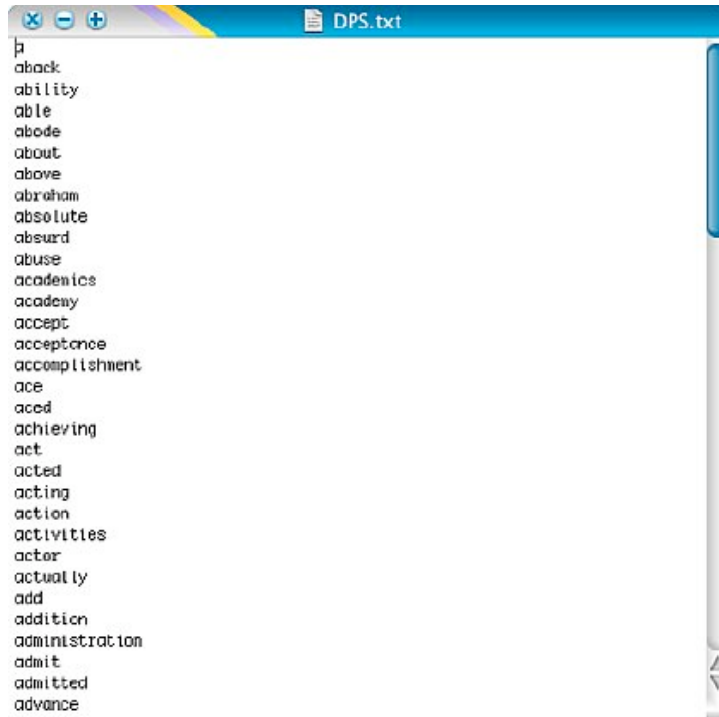 DPS.txt
a
aback
ability
able
abode
about
above
abraham
absolute
absurd
abuse
academics
academy
accept
acceptance
accomplishment
ace
aced
achieving
act
acted
acting
action
activities
actor
actually
add
addition
administration
admit
admitted
advance